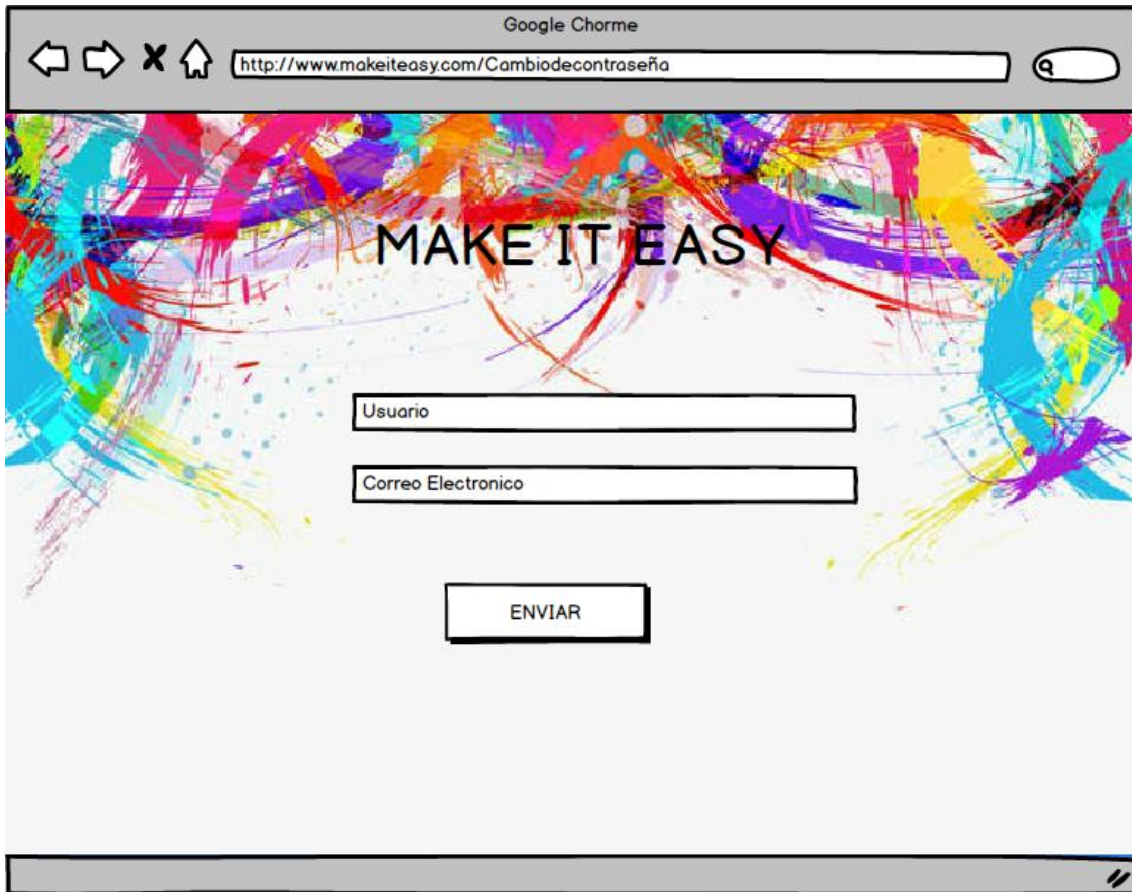 Google Chorme
http://www.makeiteasy.com/Cambiodecontraseña
MAKE IT EASY
Usuario
Correo Electronico
ENVIAR